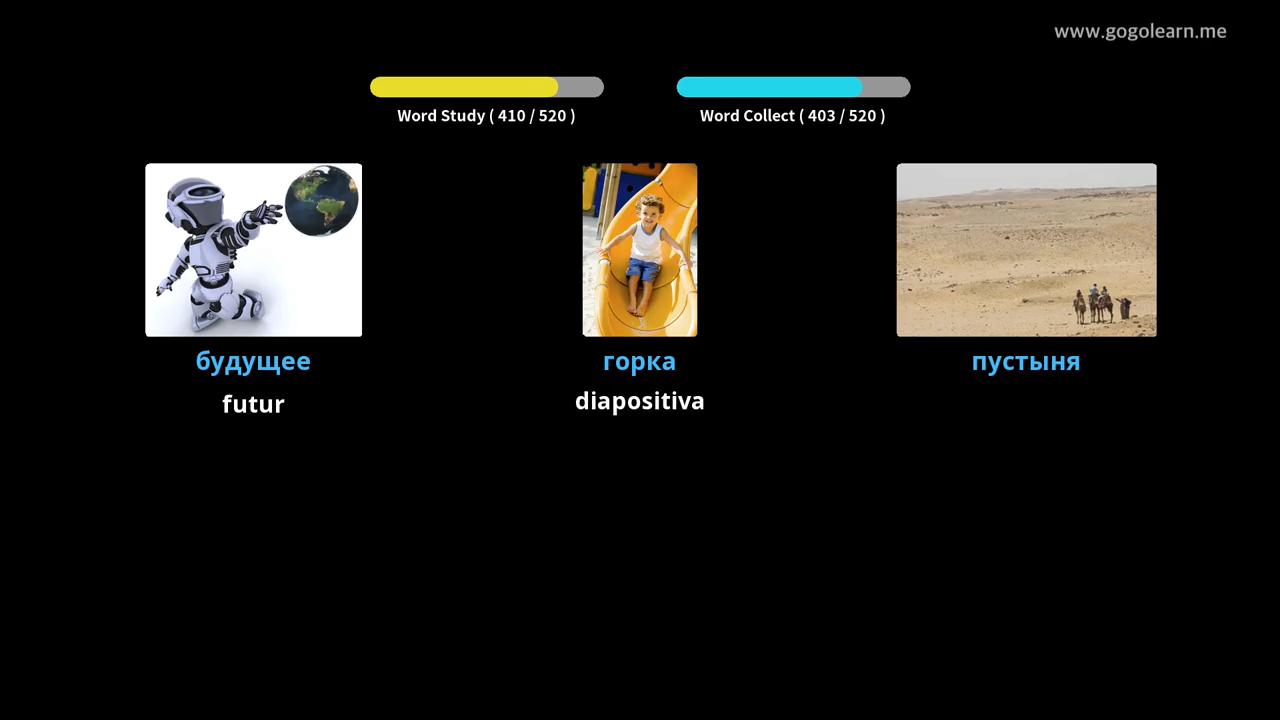 www.gogolearn.me
Word Study ( 410 / 520 )
Word Collect ( 403 / 520 )
будущее
горка
пустыня
futur
diapositiva